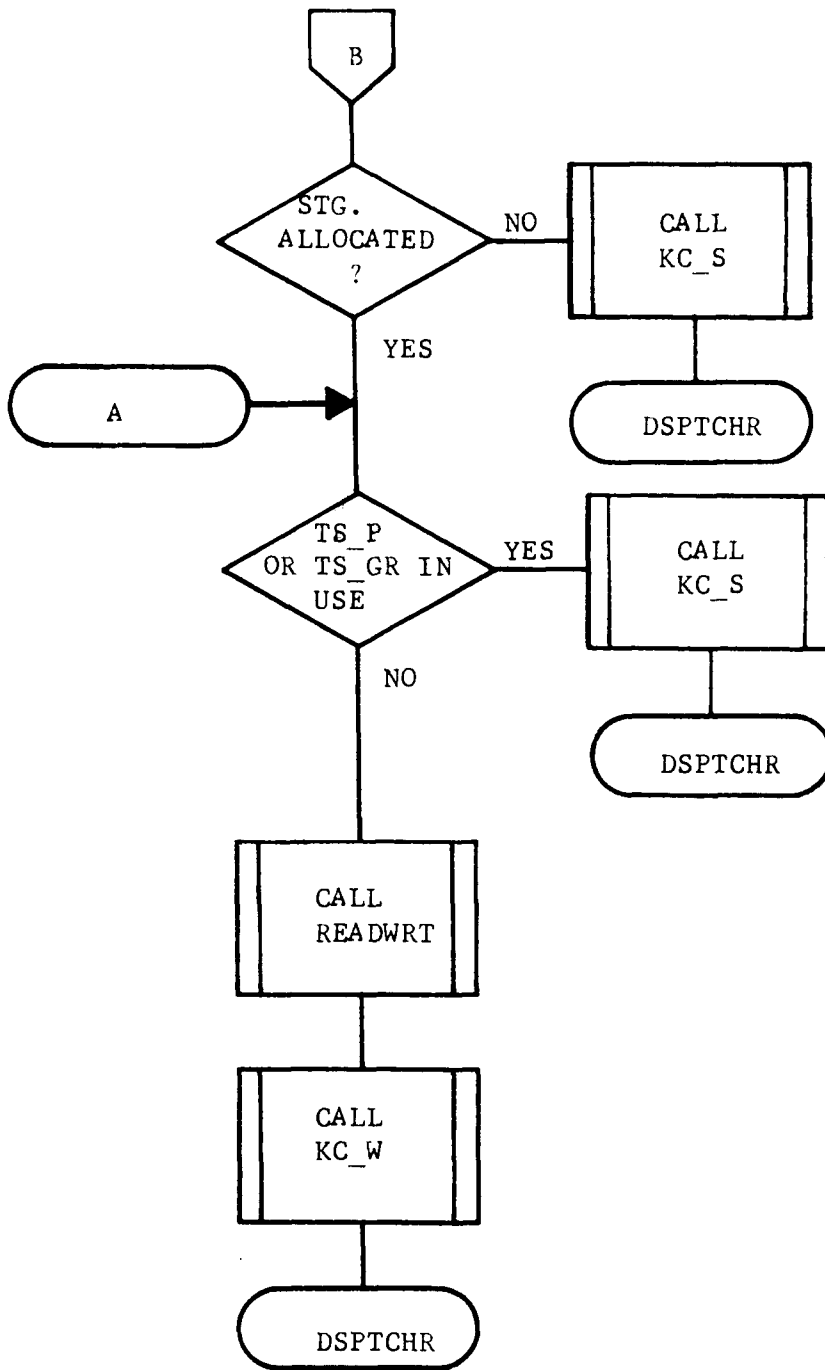 B
STG.
ALLOCATED
?
NO
CALL
KC_S
DSPTCHR
YES
A
TS_P
OR TS_GR IN
USE
YES
CALL
KC_S
DSPTCHR
NO
CALL
READWRT
CALL
KC_W
DSPTCHR